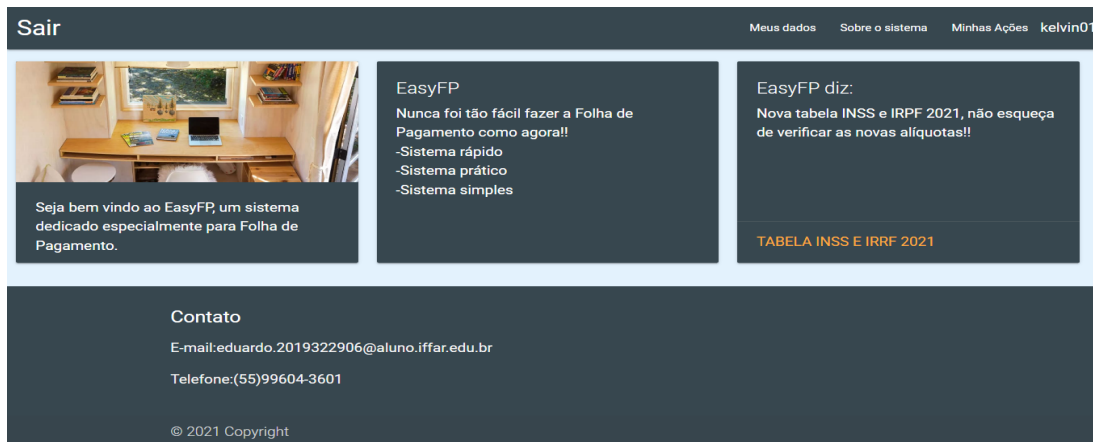 Sair
Meus dados
Sobre o sistema
Minhas Ações
kelvin01
Seja bem vindo ao EasyFP, um sistema
dedicado especialmente para Folha de
Pagamento.
EasyFP
Nunca foi tão fácil fazer a Folha de
Pagamento como agora!!
-Sistema rápido
-Sistema prático
-Sistema simples
EasyFP diz:
Nova tabela INSS e IRPF 2021, não esqueça
de verificar as novas alíquotas!!
TABELA INSS E IRRF 2021
Contato
E-mail:eduardo.2019322906@aluno.iffar.edu.br
Telefone:(55)99604-3601
© 2021 Copyright